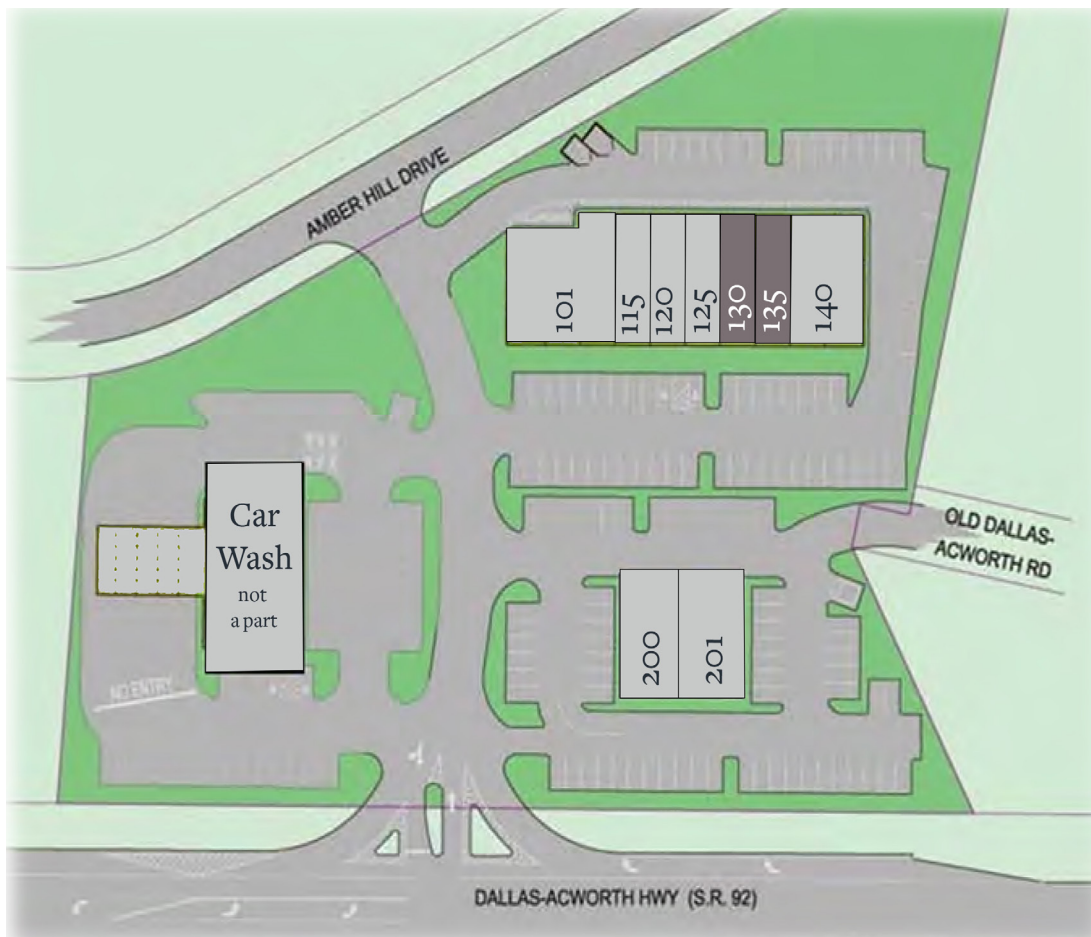 AMBER HILL DRIVE
101
115
120
125
130
135
140
Car
Wash
not
a part
OLD DALLAS-
ACWORTH RD
200
201
NO ENTRY
DALLAS-ACWORTH HWY (S.R. 92)